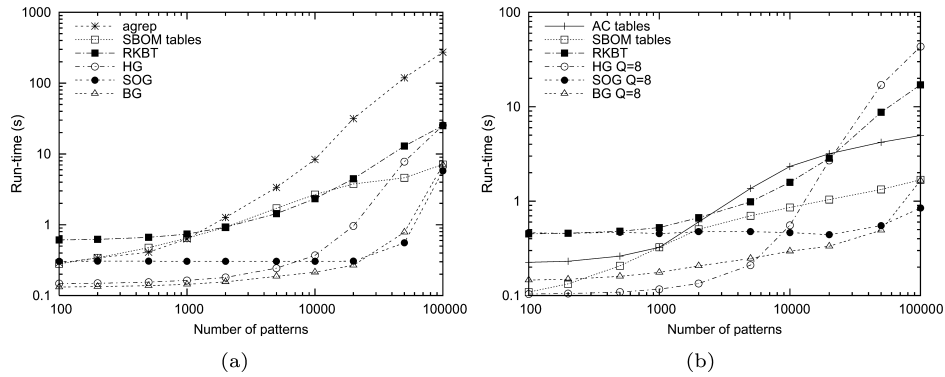 1000
100
10
1
0.1
Run-time (s)
agrep
SBOM tables
RKBT
HG
SOG
BG
100 1000 10000 100000
Number of patterns
(a)
100
10
1
0.1
Run-time (s)
AC tables
SBOM tables
RKBT
HG Q=8
SOG Q=8
BG Q=8
100 1000 10000 100000
Number of patterns
(b)